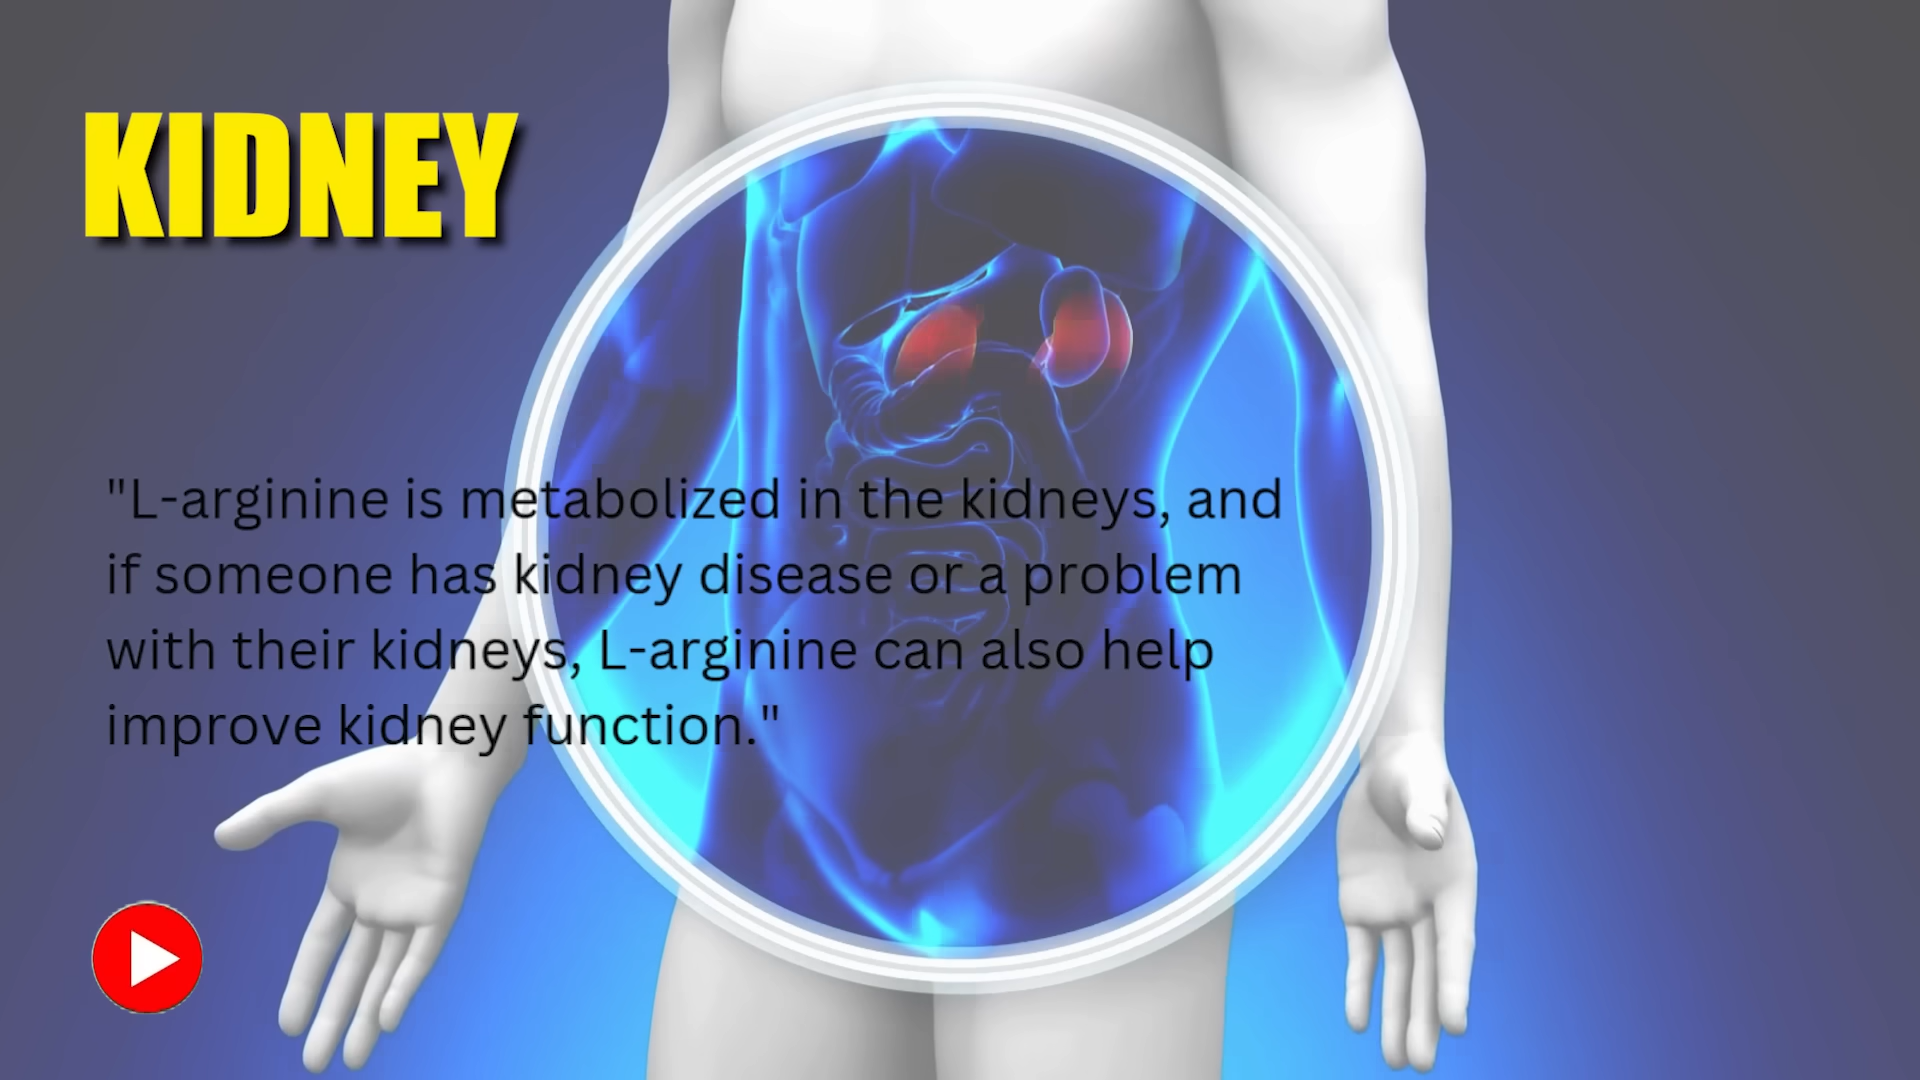 KIDNEY
"L-arginine is metabolized in the kidneys, and
if someone has kidney disease or a problem
with their kidneys, L-arginine can also help
improve kidney function."